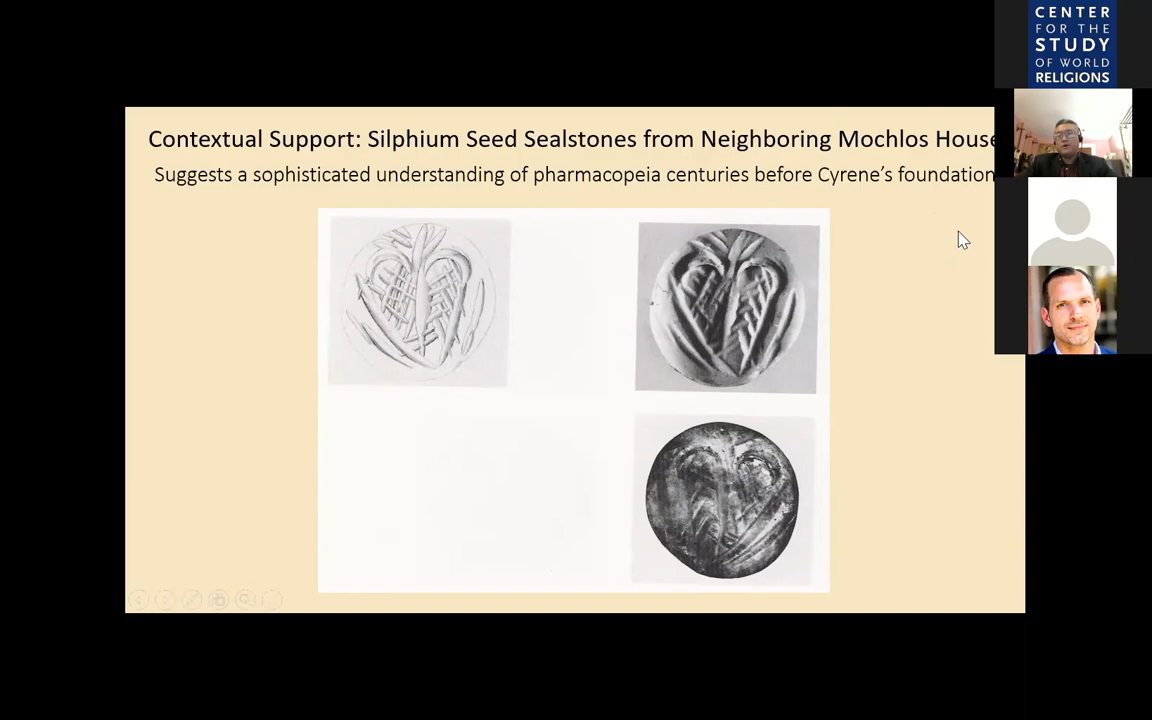 CENTER
FOR THE
STUDY
OF WORLD
RELIGIONS
Contextual Support: Silphium Seed Sealstones from Neighboring Mochlos House
Suggests a sophisticated understanding of pharmacopeia centuries before Cyrene's foundation